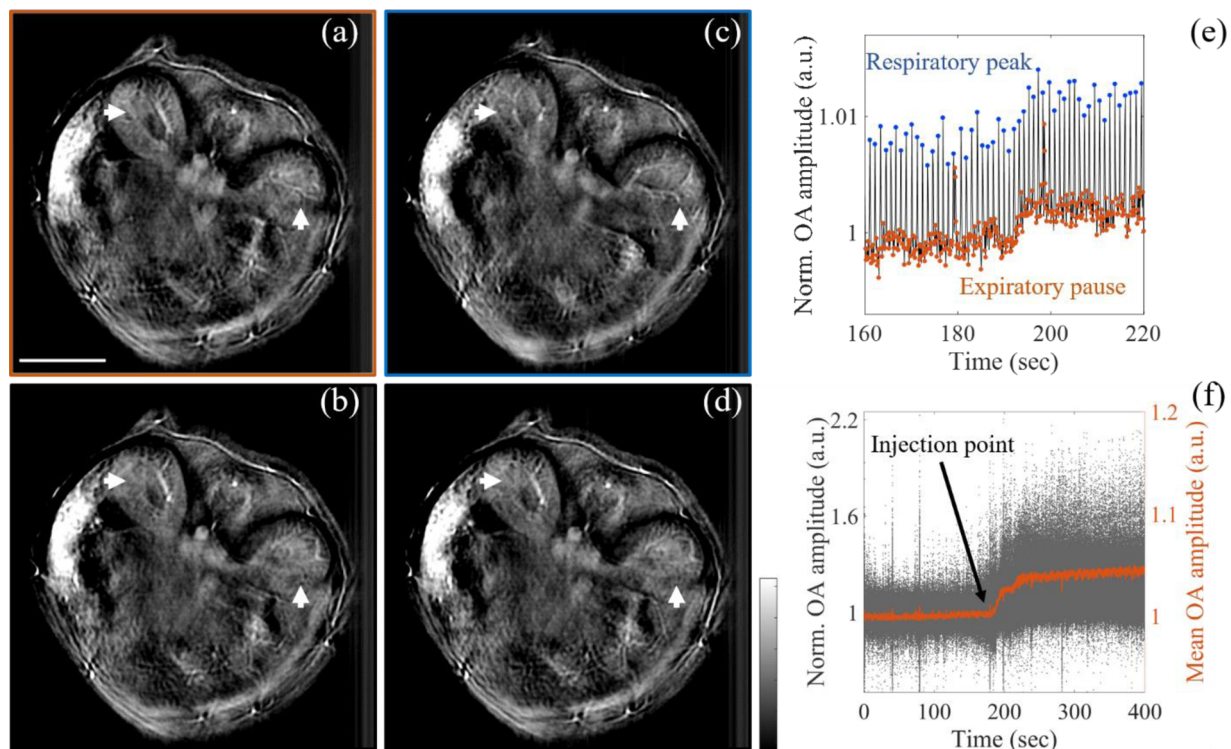 (a)
(c)
(b)
(d)
(e)
Norm. OA amplitude (a.u.)
1.01
1
Respiratory peak
Expiratory pause
160
180
200
220
Time (sec)
(f)
Norm. OA amplitude (a.u.)
2.2
1.6
1
Injection point
1.2
1.1
1
Mean OA amplitude (a.u.)
0
100
200
300
400
Time (sec)